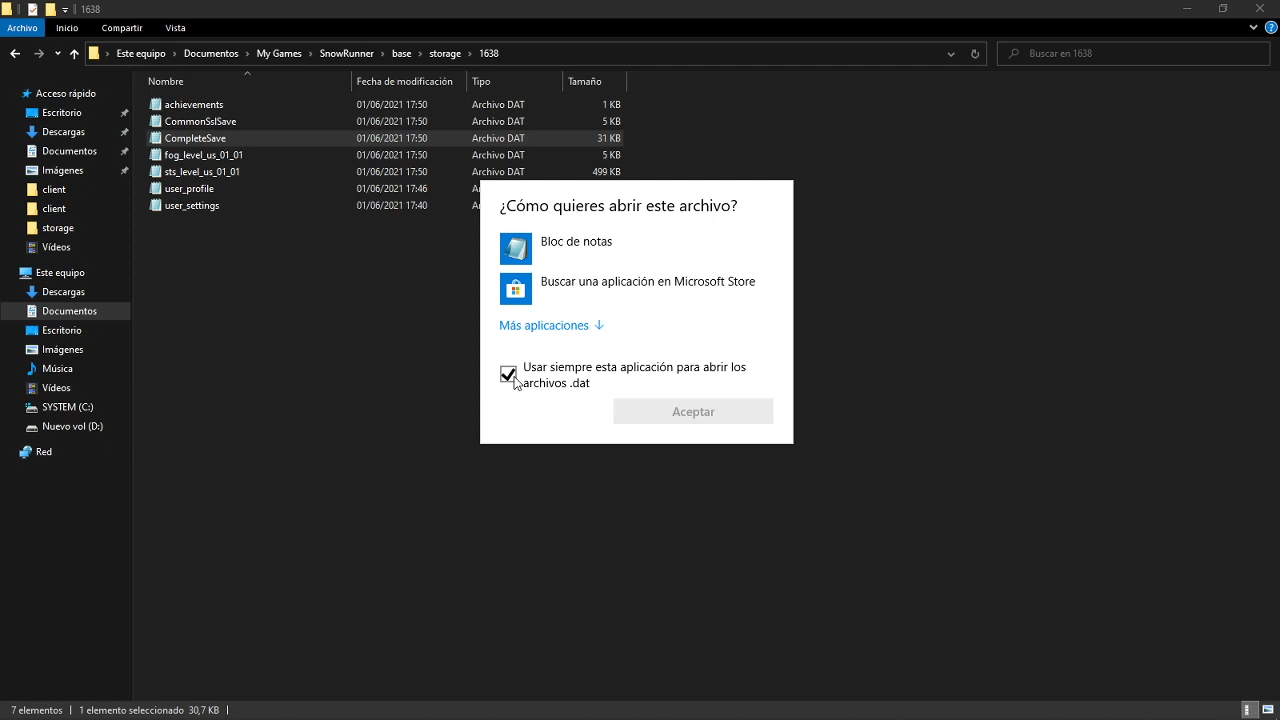 1638
Archivo Inicio Compartir Vista
Este equipo Documentos My Games SnowRunner base storage 1638
Buscar en 1638
Nombre Fecha de modificación Tipo Tamaño
achievements 01/06/2021 17:50 Archivo DAT 1 KB
CommonSslSave 01/06/2021 17:50 Archivo DAT 5 KB
CompleteSave 01/06/2021 17:50 Archivo DAT 31 KB
fog_level_us_01_01 01/06/2021 17:50 Archivo DAT 5 KB
sts_level_us_01_01 01/06/2021 17:50 Archivo DAT 499 KB
user_profile 01/06/2021 17:46
user_settings 01/06/2021 17:40
Acceso rápido
Escritorio
Descargas
Documentos
Imágenes
client
client
storage
Vídeos
Este equipo
Descargas
Documentos
Escritorio
Imágenes
Música
Vídeos
SYSTEM (C:)
Nuevo vol (D:)
Red
¿Cómo quieres abrir este archivo?
Bloc de notas
Buscar una aplicación en Microsoft Store
Más aplicaciones
Usar siempre esta aplicación para abrir los
archivos .dat
Aceptar
7 elementos 1 elemento seleccionado 30,7 KB